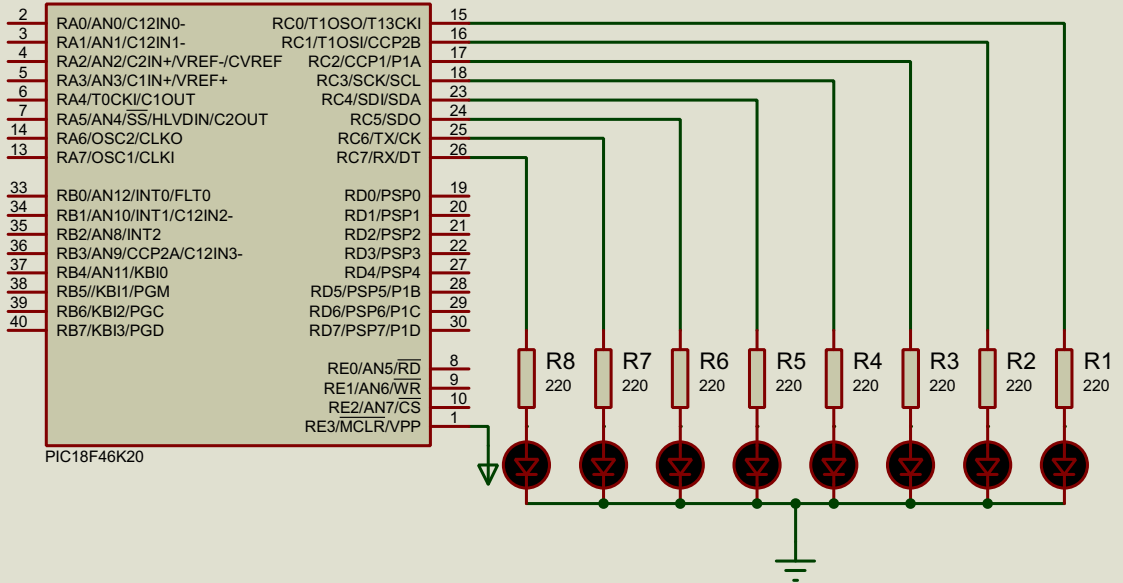 2 RA0/AN0/C12IN0- RC0/T1OSO/T13CKI 15
3 RA1/AN1/C12IN1- RC1/T1OSI/CCP2B 16
4 RA2/AN2/C2IN+/VREF-/CVREF RC2/CCP1/P1A 17
5 RA3/AN3/C1IN+/VREF+ RC3/SCK/SCL 18
6 RA4/T0CKI/C1OUT RC4/SDI/SDA 23
7 RA5/AN4/SS/HLVDIN/C2OUT RC5/SDO 24
14 RA6/OSC2/CLKO RC6/TX/CK 25
13 RA7/OSC1/CLKI RC7/RX/DT 26
33 RB0/AN12/INT0/FLT0 RD0/PSP0 19
34 RB1/AN10/INT1/C12IN2- RD1/PSP1 20
35 RB2/AN8/INT2 RD2/PSP2 21
36 RB3/AN9/CCP2A/C12IN3- RD3/PSP3 22
37 RB4/AN11/KBI0 RD4/PSP4 27
38 RB5//KBI1/PGM RD5/PSP5/P1B 28
39 RB6/KBI2/PGC RD6/PSP6/P1C 29
40 RB7/KBI3/PGD RD7/PSP7/P1D 30
RE0/AN5/RD 8
RE1/AN6/WR 9
RE2/AN7/CS 10
RE3/MCLR/VPP 1
PIC18F46K20
R8 R7 R6 R5 R4 R3 R2 R1
220 220 220 220 220 220 220 220